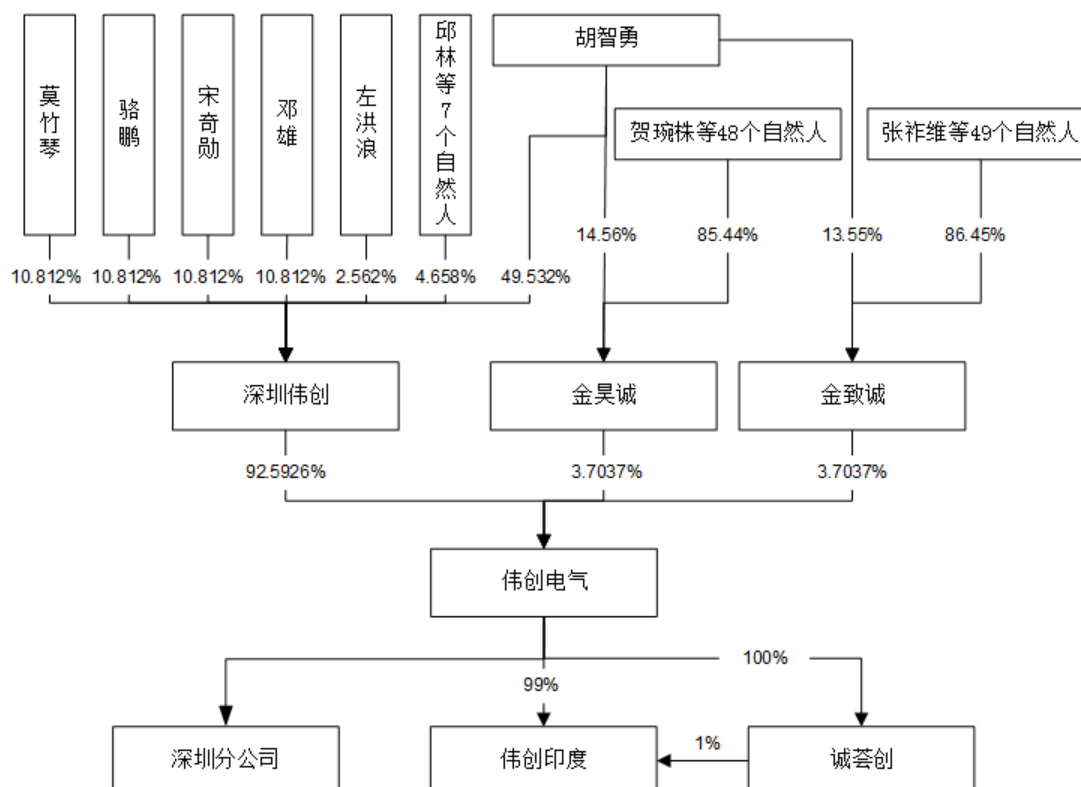 莫竹琴
骆鹏
宋奇勋
邓雄
左洪浪
邱林等7个自然人
胡智勇
贺琬株等48个自然人
张祚维等49个自然人
14.56%
85.44%
13.55%
86.45%
10.812%
10.812%
10.812%
10.812%
2.562%
4.658%
49.532%
深圳伟创
金昊诚
金致诚
92.5926%
3.7037%
3.7037%
伟创电气
100%
99%
深圳分公司
伟创印度
1%
诚荟创